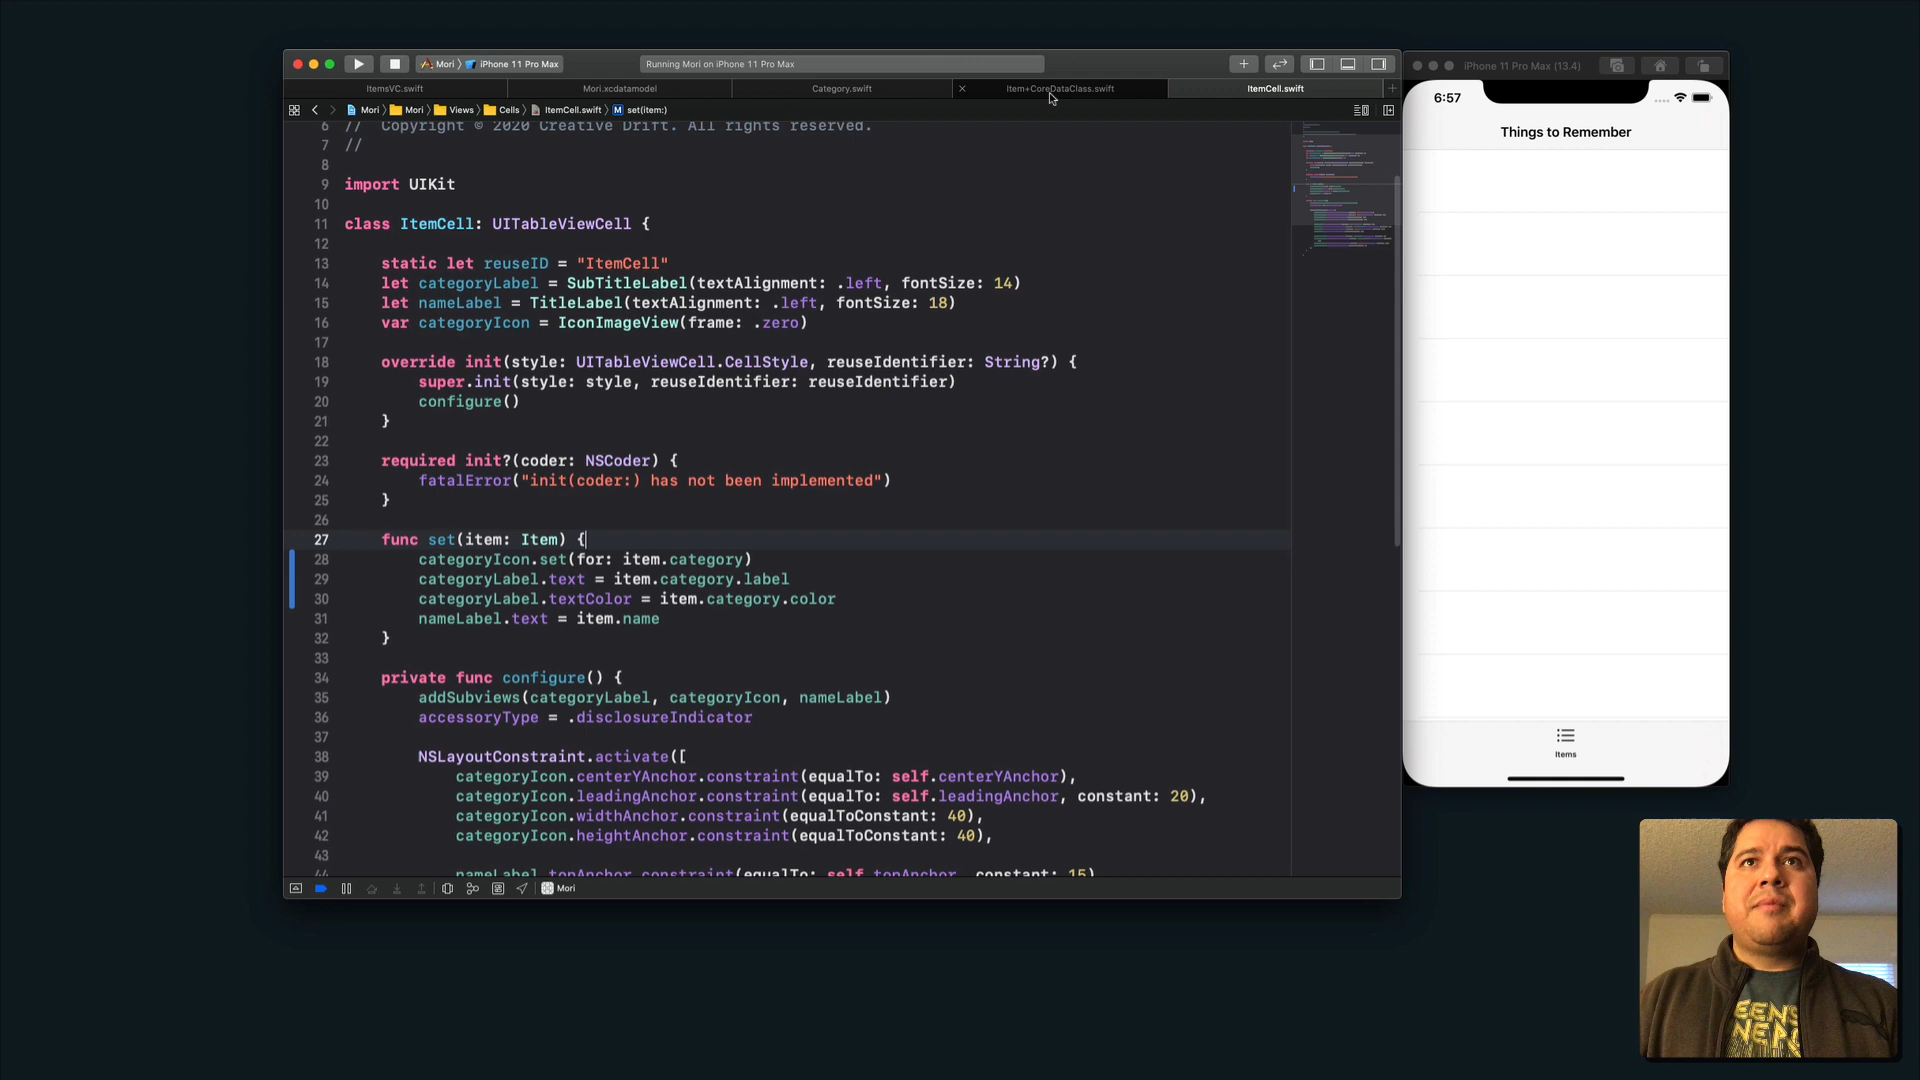 Mori
iPhone 11 Pro Max
Running Mori on iPhone 11 Pro Max
ItemsVC.swift
Mori.xcdatamodel
Category.swift
Item+CoreDataClass.swift
ItemCell.swift
Mori
Mori
Views
Cells
ItemCell.swift
M set(item:)
6 //  Copyright © 2020 Creative Drift. All rights reserved.
7 //
8
9 import UIKit
10
11 class ItemCell: UITableViewCell {
12
13     static let reuseID = "ItemCell"
14     let categoryLabel = SubTitleLabel(textAlignment: .left, fontSize: 14)
15     let nameLabel = TitleLabel(textAlignment: .left, fontSize: 18)
16     var categoryIcon = IconImageView(frame: .zero)
17
18     override init(style: UITableViewCell.CellStyle, reuseIdentifier: String?) {
19         super.init(style: style, reuseIdentifier: reuseIdentifier)
20         configure()
21     }
22
23     required init?(coder: NSCoder) {
24         fatalError("init(coder:) has not been implemented")
25     }
26
27     func set(item: Item) {
28         categoryIcon.set(for: item.category)
29         categoryLabel.text = item.category.label
30         categoryLabel.textColor = item.category.color
31         nameLabel.text = item.name
32     }
33
34     private func configure() {
35         addSubviews(categoryLabel, categoryIcon, nameLabel)
36         accessoryType = .disclosureIndicator
37
38         NSLayoutConstraint.activate([
39             categoryIcon.centerYAnchor.constraint(equalTo: self.centerYAnchor),
40             categoryIcon.leadingAnchor.constraint(equalTo: self.leadingAnchor, constant: 20),
41             categoryIcon.widthAnchor.constraint(equalToConstant: 40),
42             categoryIcon.heightAnchor.constraint(equalToConstant: 40),
43
44             nameLabel.topAnchor.constraint(equalTo: self.topAnchor, constant: 15)
Mori
iPhone 11 Pro Max (13.4)
6:57
Things to Remember
Items